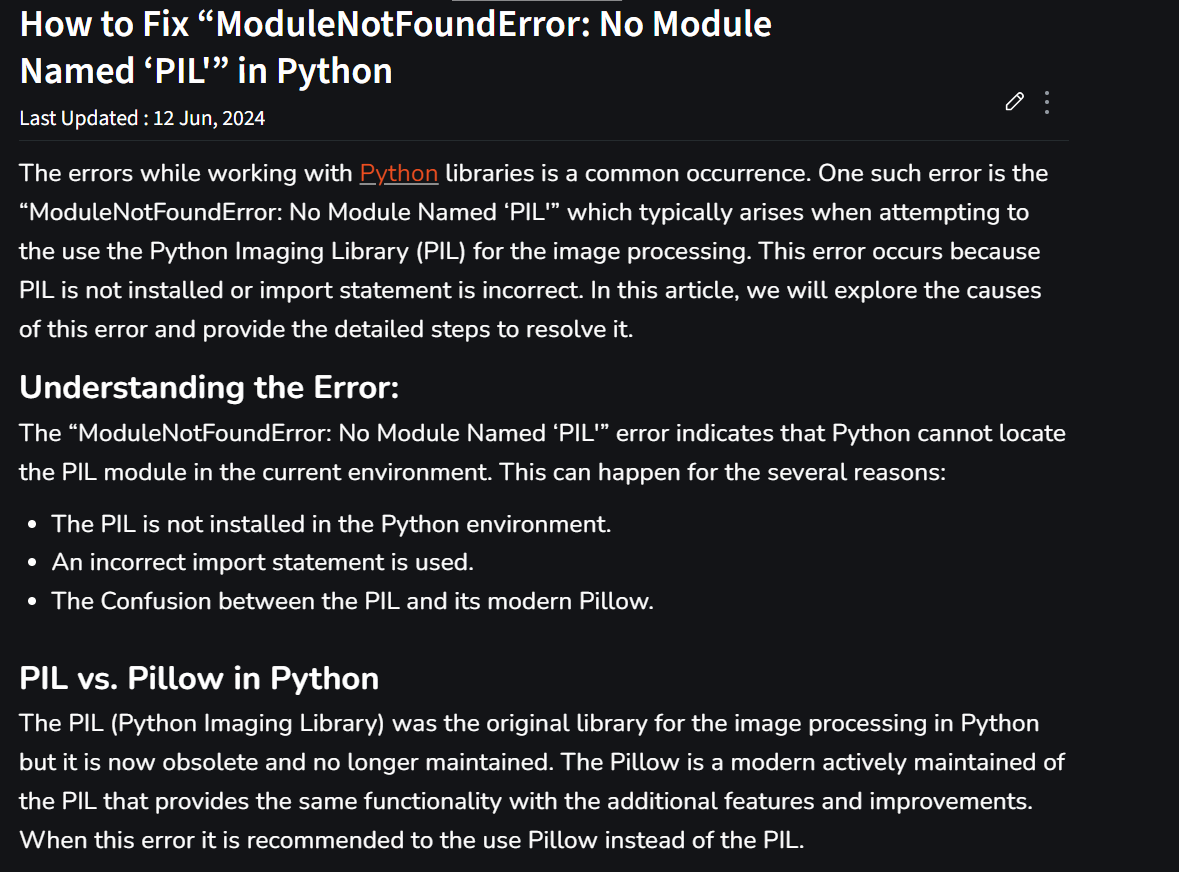 How to Fix “ModuleNotFoundError: No Module
Named ‘PIL'” in Python
Last Updated : 12 Jun, 2024
The errors while working with Python libraries is a common occurrence. One such error is the
“ModuleNotFoundError: No Module Named ‘PIL'” which typically arises when attempting to
the use the Python Imaging Library (PIL) for the image processing. This error occurs because
PIL is not installed or import statement is incorrect. In this article, we will explore the causes
of this error and provide the detailed steps to resolve it.
Understanding the Error:
The “ModuleNotFoundError: No Module Named ‘PIL'” error indicates that Python cannot locate
the PIL module in the current environment. This can happen for the several reasons:
• The PIL is not installed in the Python environment.
• An incorrect import statement is used.
• The Confusion between the PIL and its modern Pillow.
PIL vs. Pillow in Python
The PIL (Python Imaging Library) was the original library for the image processing in Python
but it is now obsolete and no longer maintained. The Pillow is a modern actively maintained of
the PIL that provides the same functionality with the additional features and improvements.
When this error it is recommended to the use Pillow instead of the PIL.